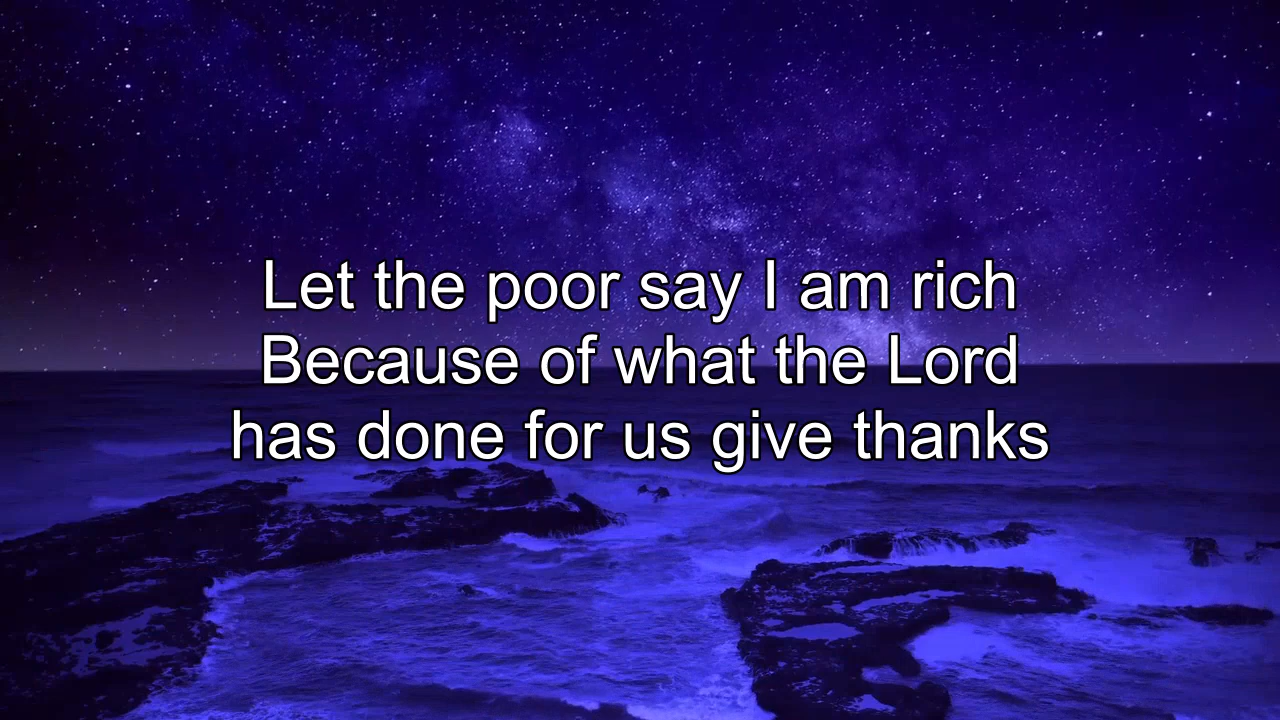 Let the poor say I am rich
Because of what the Lord
has done for us give thanks